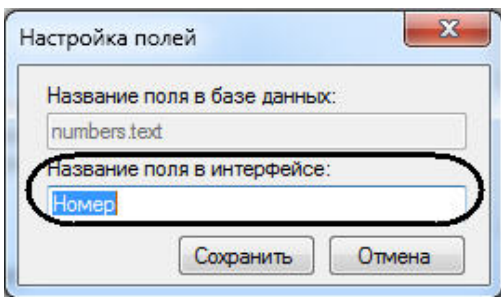 Настройка полей
Название поля в базе данных:
numbers.text
Название поля в интерфейсе:
Номер
Сохранить Отмена